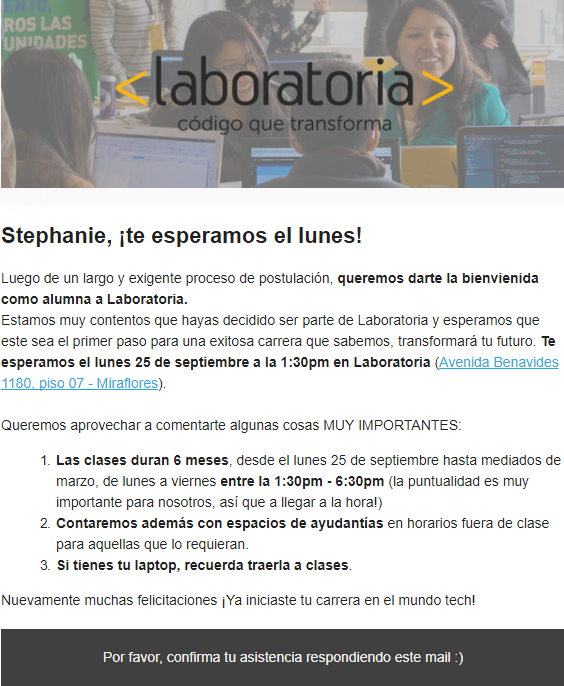 ENTO,
ROS LAS
UNIDADES
<laboratoria>
código que transforma
Stephanie, ¡te esperamos el lunes!
Luego de un largo y exigente proceso de postulación, queremos darte la bienvienida
como alumna a Laboratoria.
Estamos muy contentos que hayas decidido ser parte de Laboratoria y esperamos que
este sea el primer paso para una exitosa carrera que sabemos, transformará tu futuro. Te
esperamos el lunes 25 de septiembre a la 1:30pm en Laboratoria (Avenida Benavides
1180, piso 07 - Miraflores).
Queremos aprovechar a comentarte algunas cosas MUY IMPORTANTES:
1. Las clases duran 6 meses, desde el lunes 25 de septiembre hasta mediados de
marzo, de lunes a viernes entre la 1:30pm - 6:30pm (la puntualidad es muy
importante para nosotros, así que a llegar a la hora!)
2. Contaremos además con espacios de ayudantías en horarios fuera de clase
para aquellas que lo requieran.
3. Si tienes tu laptop, recuerda traerla a clases.
Nuevamente muchas felicitaciones ¡Ya iniciaste tu carrera en el mundo tech!
Por favor, confirma tu asistencia respondiendo este mail :)